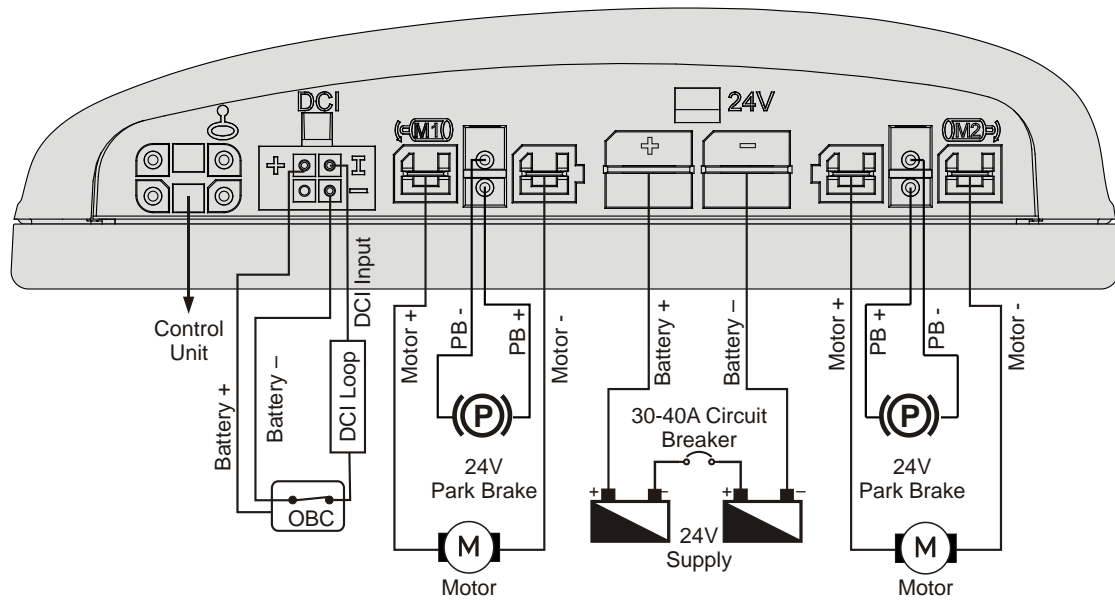 DCI
24V
M1
M2
+
I
−
+
−
Control
Unit
Battery +
Battery –
DCI Input
DCI Loop
OBC
Motor +
PB -
PB +
Motor -
P
24V
Park Brake
M
Motor
Battery +
Battery –
30-40A Circuit
Breaker
+
–
+
–
24V
Supply
Motor +
PB +
PB -
Motor -
P
24V
Park Brake
M
Motor